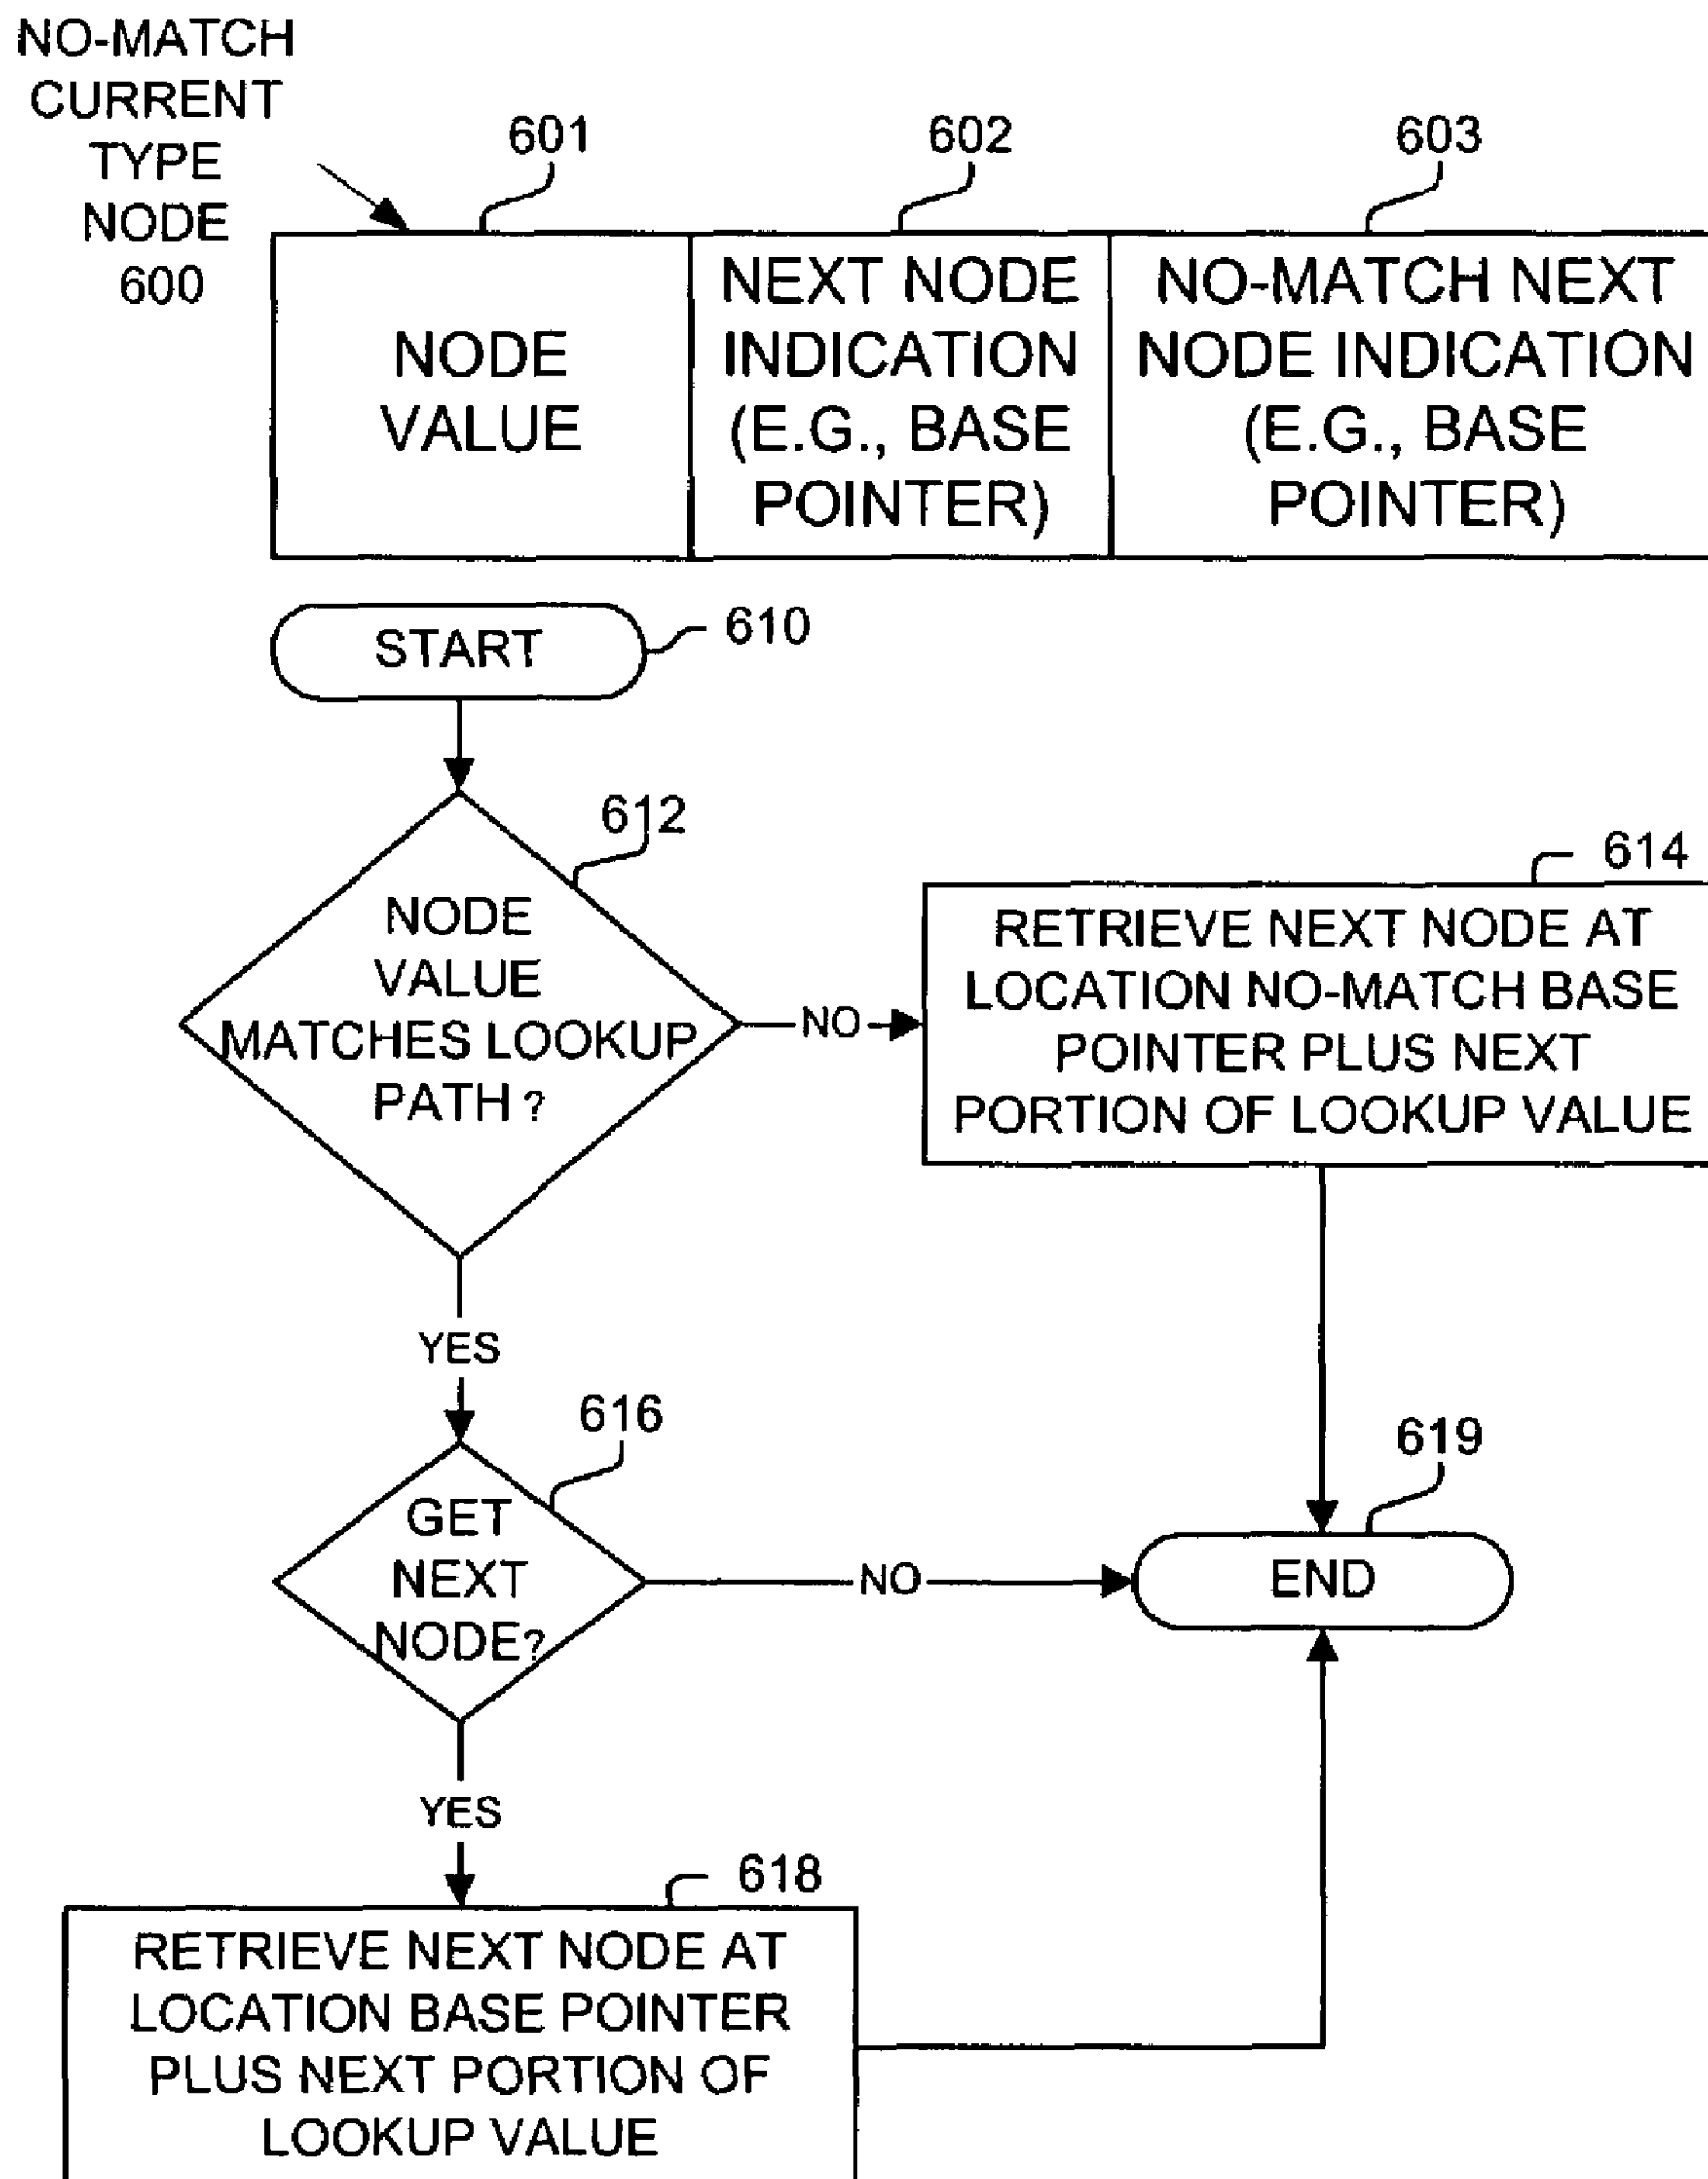 NO-MATCH
CURRENT
TYPE
NODE
600
601
602
603
NODE
VALUE
NEXT NODE
INDICATION
(E.G., BASE
POINTER)
NO-MATCH NEXT
NODE INDICATION
(E.G., BASE
POINTER)
START
610
612
NODE
VALUE
MATCHES LOOKUP
PATH ?
NO
614
RETRIEVE NEXT NODE AT
LOCATION NO-MATCH BASE
POINTER PLUS NEXT
PORTION OF LOOKUP VALUE
YES
616
GET
NEXT
NODE?
NO
619
END
YES
618
RETRIEVE NEXT NODE AT
LOCATION BASE POINTER
PLUS NEXT PORTION OF
LOOKUP VALUE